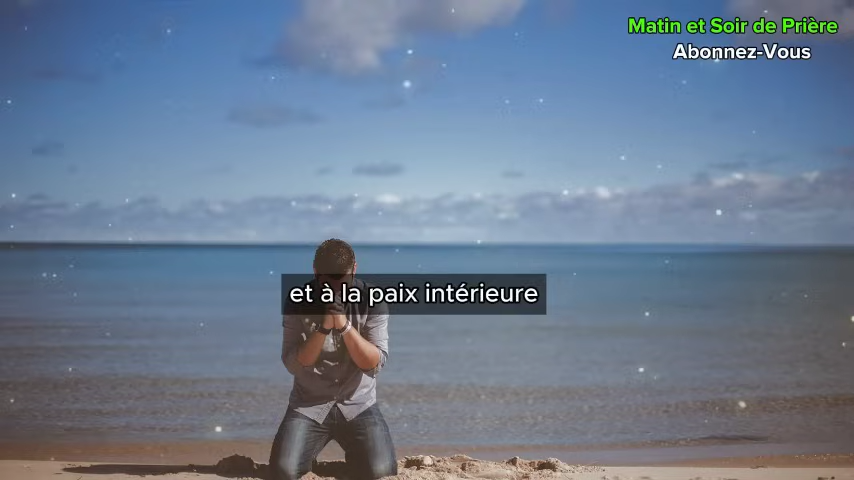 Matin et Soir de Prière
Abonnez-Vous
et à la paix intérieure